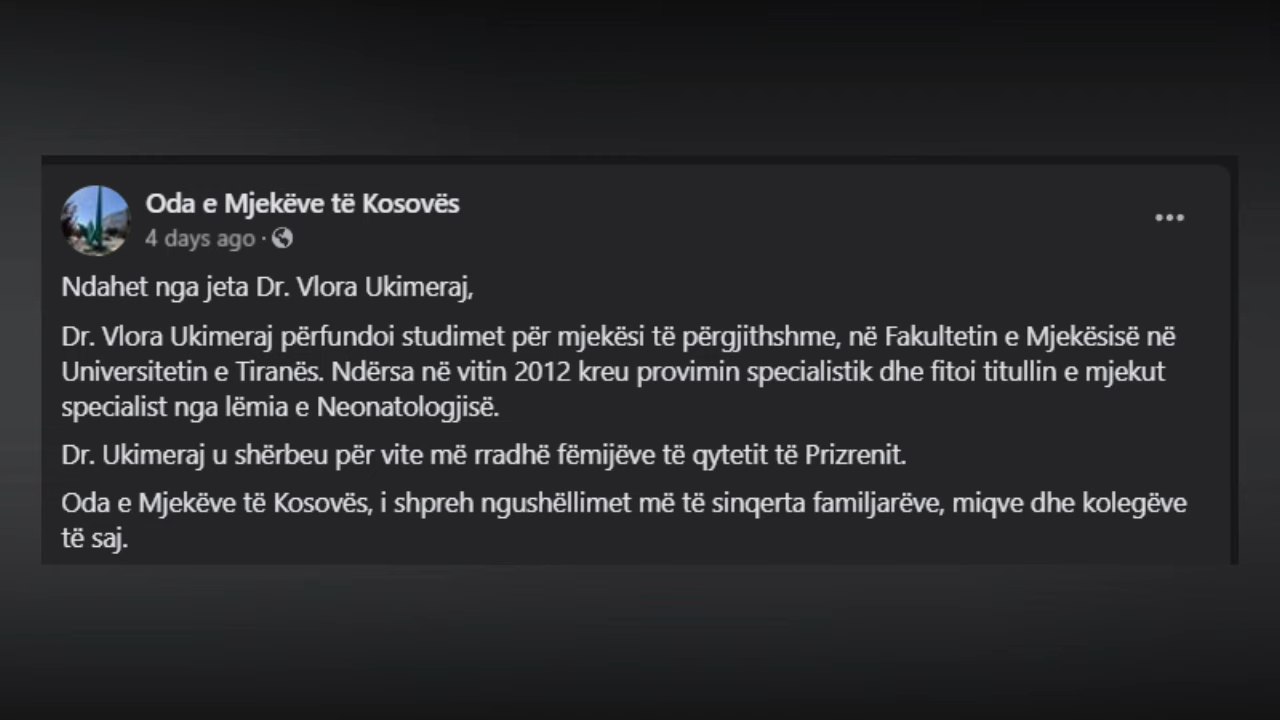 Oda e Mjekëve të Kosovës
4 days ago ·
Ndahet nga jeta Dr. Vlora Ukimeraj,
Dr. Vlora Ukimeraj përfundoi studimet për mjekësi të përgjithshme, në Fakultetin e Mjekësisë në
Universitetin e Tiranës. Ndërsa në vitin 2012 kreu provimin specialistik dhe fitoi titullin e mjekut
specialist nga lëmia e Neonatologjisë.
Dr. Ukimeraj u shërbeu për vite më rradhë fëmijëve të qytetit të Prizrenit.
Oda e Mjekëve të Kosovës, i shpreh ngushëllimet më të sinqerta familjarëve, miqve dhe kolegëve
të saj.